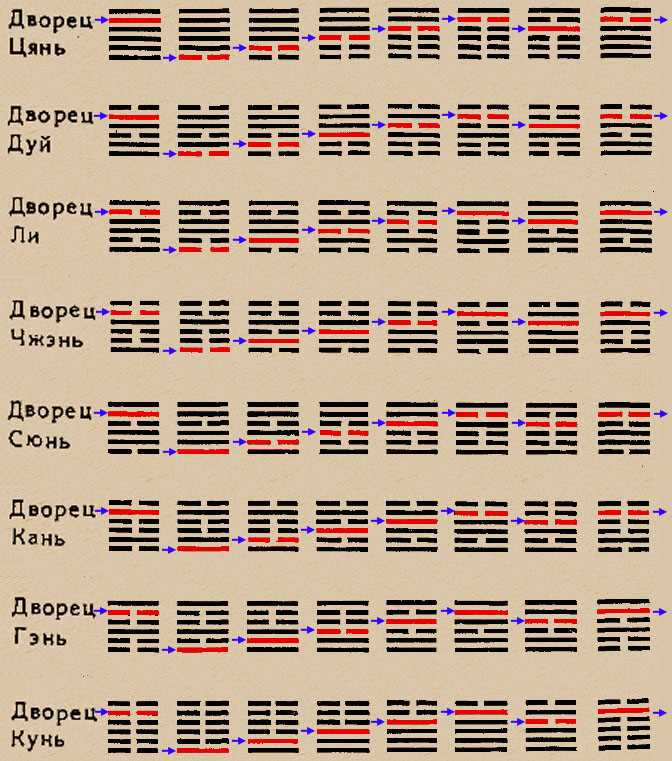 Дворец
Цянь
Дворец
Дуй
Дворец
Ли
Дворец
Чжэнь
Дворец
Сюнь
Дворец
Кань
Дворец
Гэнь
Дворец
Кунь